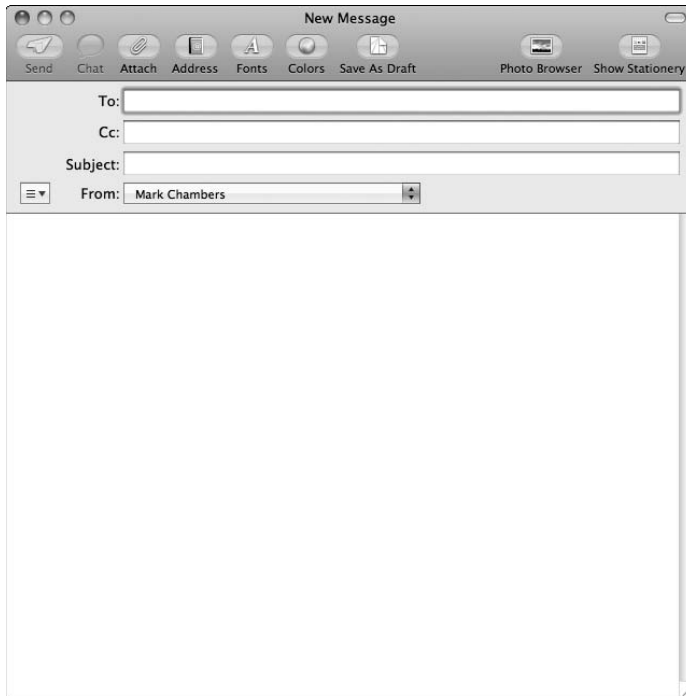 New Message
Send Chat Attach Address Fonts Colors Save As Draft Photo Browser Show Stationery
To:
Cc:
Subject:
From: Mark Chambers